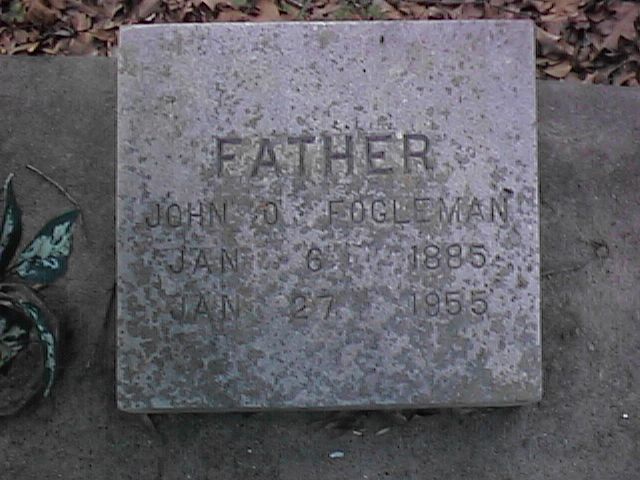 FATHER
JOHN O. FOGLEMAN
JAN. 6, 1885
JAN. 27, 1955